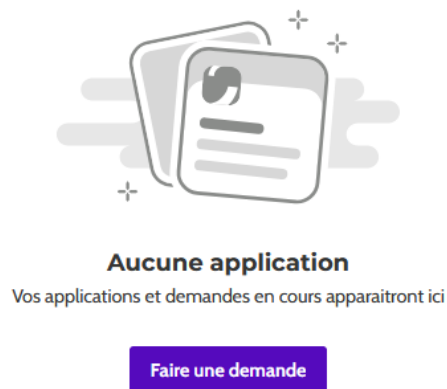 Aucune application
Vos applications et demandes en cours apparaitront ici
Faire une demande